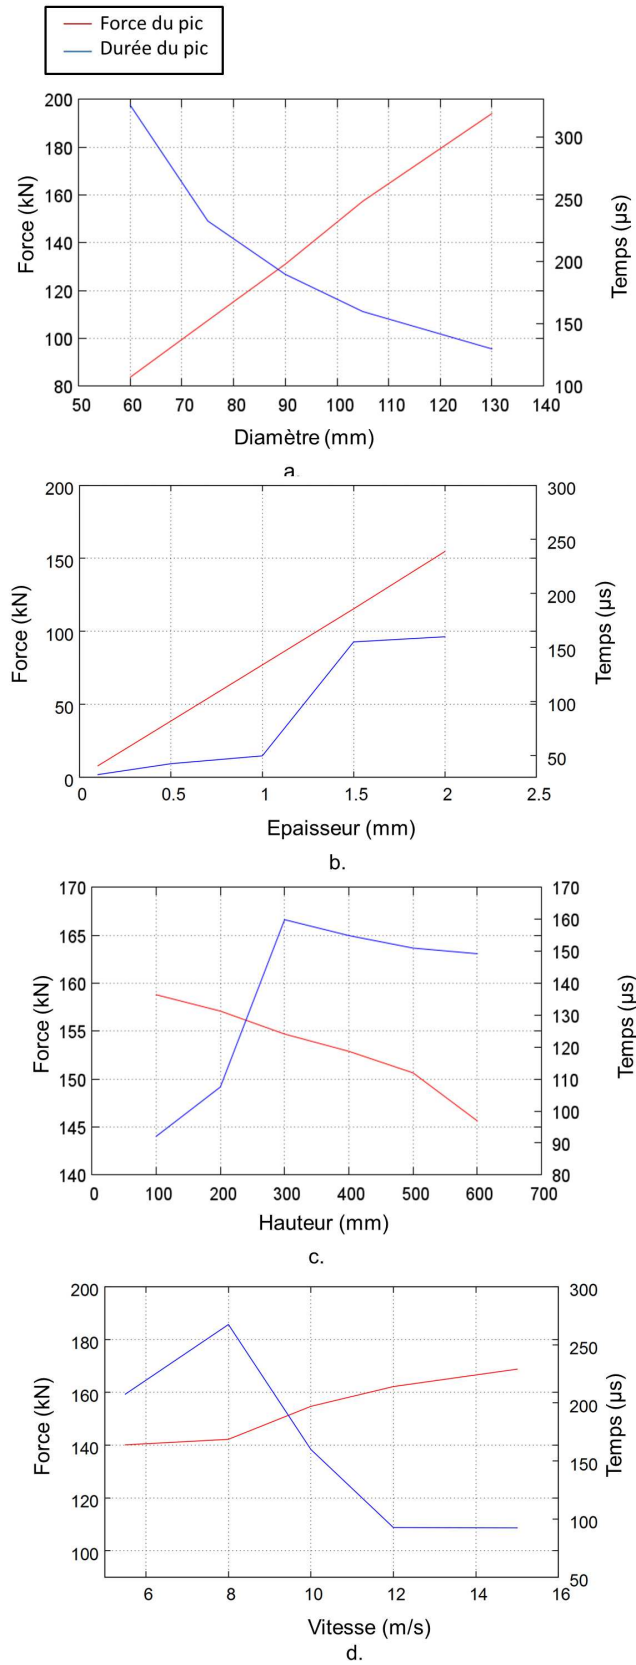 Force du pic
Durée du pic
200
180
160
140
120
100
80
Force (kN)
300
250
200
150
100
Temps (µs)
50 60 70 80 90 100 110 120 130 140
Diamètre (mm)
a.
200
150
100
50
0
Force (kN)
300
250
200
150
100
50
Temps (µs)
0 0.5 1 1.5 2 2.5
Epaisseur (mm)
b.
170
165
160
155
150
145
140
Force (kN)
170
160
150
140
130
120
110
100
90
80
Temps (µs)
0 100 200 300 400 500 600 700
Hauteur (mm)
c.
200
180
160
140
120
100
Force (kN)
300
250
200
150
100
50
Temps (µs)
6 8 10 12 14 16
Vitesse (m/s)
d.